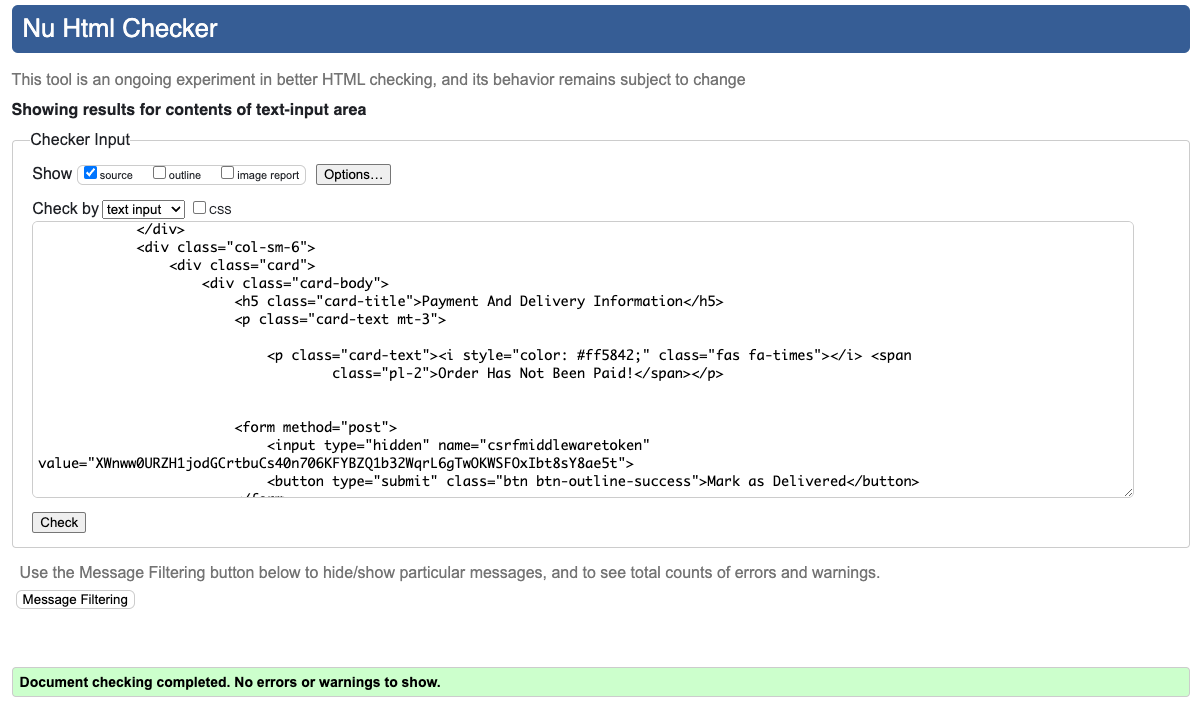 Nu Html Checker
This tool is an ongoing experiment in better HTML checking, and its behavior remains subject to change
Showing results for contents of text-input area
Checker Input
Show source outline image report Options...
Check by text input css
</div>
<div class="col-sm-6">
<div class="card">
<div class="card-body">
<h5 class="card-title">Payment And Delivery Information</h5>
<p class="card-text mt-3">
<p class="card-text"><i style="color: #ff5842;" class="fas fa-times"></i> <span
class="pl-2">Order Has Not Been Paid!</span></p>
<form method="post">
<input type="hidden" name="csrfmiddlewaretoken"
value="XWnww0URZH1jodGCrtbuCs40n706KFYBZQ1b32WqrL6gTwOKWSFOxIbt8sY8ae5t">
<button type="submit" class="btn btn-outline-success">Mark as Delivered</button>
Check
Use the Message Filtering button below to hide/show particular messages, and to see total counts of errors and warnings.
Message Filtering
Document checking completed. No errors or warnings to show.